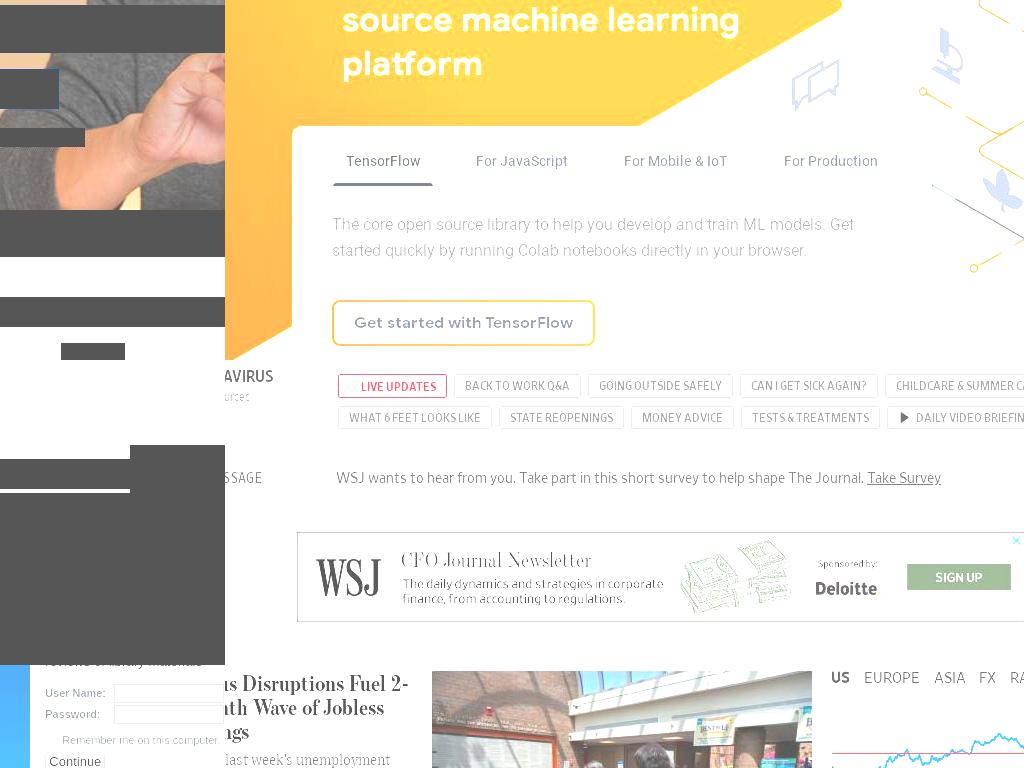 source machine learning
platform
TensorFlow
For JavaScript
For Mobile & IoT
For Production
The core open source library to help you develop and train ML models. Get
started quickly by running Colab notebooks directly in your browser.
Get started with TensorFlow
AVIRUS
LIVE UPDATES
BACK TO WORK Q&A
GOING OUTSIDE SAFELY
CAN I GET SICK AGAIN?
CHILDCARE & SUMMER
WHAT 6 FEET LOOKS LIKE
STATE REOPENINGS
MONEY ADVICE
TESTS & TREATMENTS
DAILY VIDEO BRIEFIN
SSAGE
WSJ wants to hear from you. Take part in this short survey to help shape The Journal. Take Survey
WSJ
CFO Journal Newsletter
The daily dynamics and strategies in corporate
finance, from accounting to regulations.
Sponsored by:
Deloitte
SIGN UP
us Disruptions Fuel 2-
nth Wave of Jobless
ngs
last week's unemployment
US EUROPE ASIA FX RA
User Name:
Password:
Remember me on this computer.
Continue